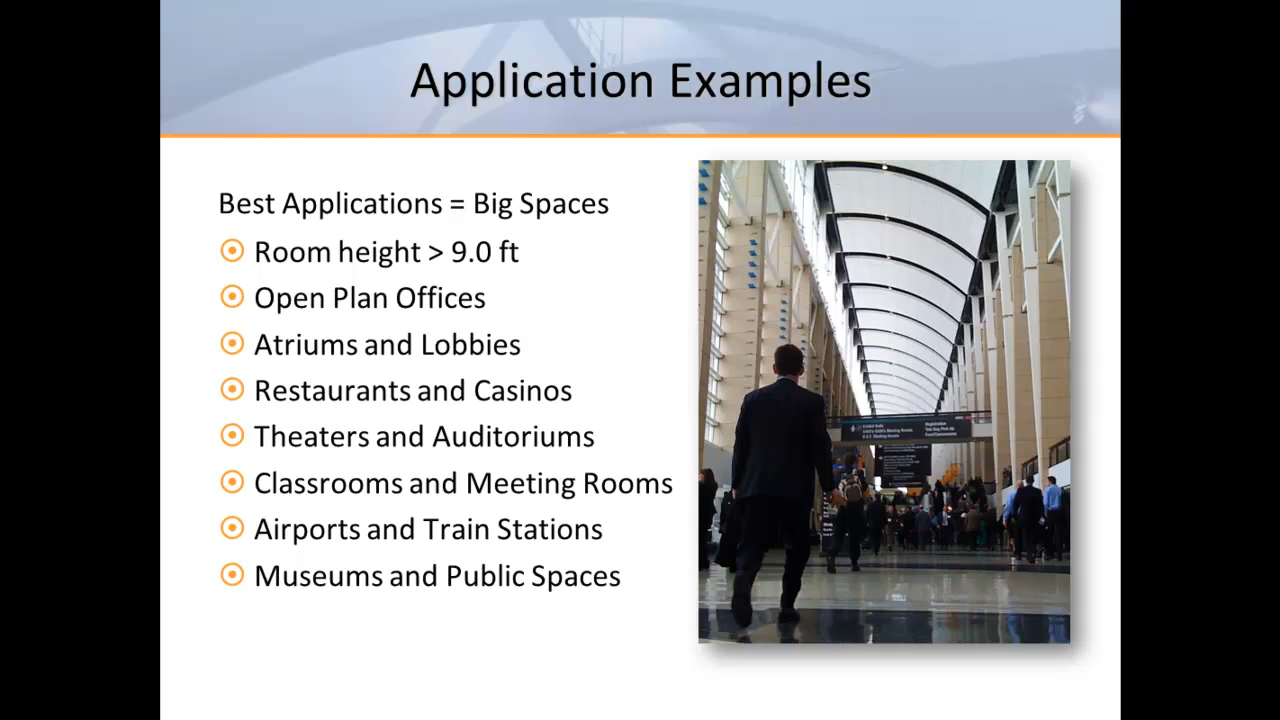 Application Examples
Best Applications = Big Spaces
Room height > 9.0 ft
Open Plan Offices
Atriums and Lobbies
Restaurants and Casinos
Theaters and Auditoriums
Classrooms and Meeting Rooms
Airports and Train Stations
Museums and Public Spaces
Registration